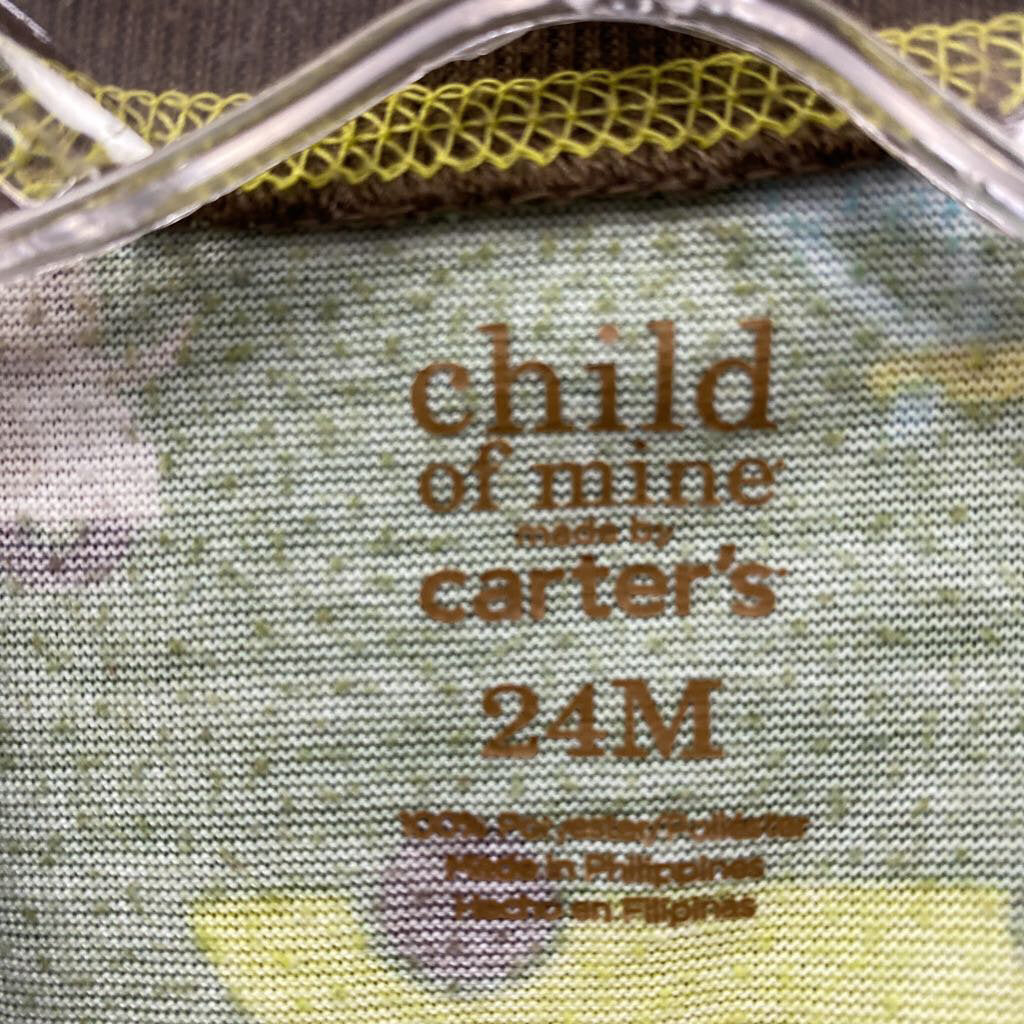 child
of mine
made by
carter's
24M
100% Polyester/Poliéster
Made in Philippines
Hecho en Filipinas